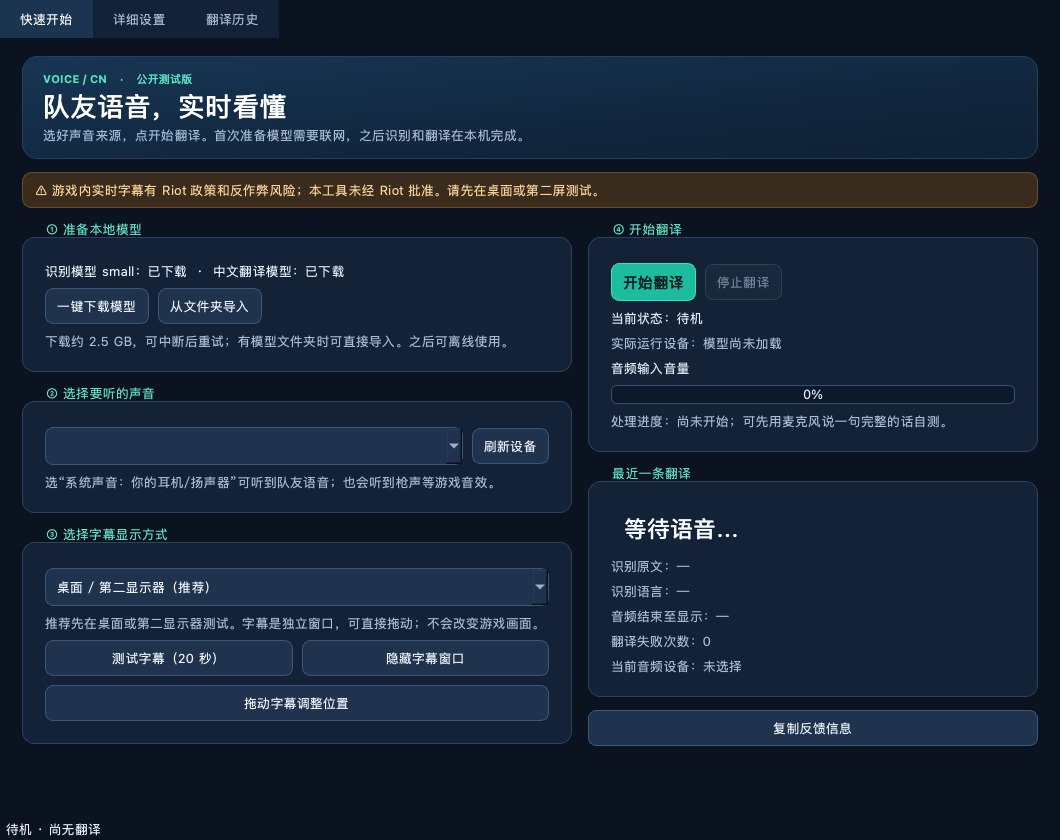 快速开始 详细设置 翻译历史
VOICE / CN · 公开测试版
队友语音，实时看懂
选好声音来源，点开始翻译。首次准备模型需要联网，之后识别和翻译在本机完成。
⚠ 游戏内实时字幕有 Riot 政策和反作弊风险；本工具未经 Riot 批准。请先在桌面或第二屏测试。
① 准备本地模型
识别模型 small：已下载 · 中文翻译模型：已下载
一键下载模型 从文件夹导入
下载约 2.5 GB，可中断后重试；有模型文件夹时可直接导入。之后可离线使用。
② 选择要听的声音
刷新设备
选“系统声音：你的耳机/扬声器”可听到队友语音；也会听到枪声等游戏音效。
③ 选择字幕显示方式
桌面 / 第二显示器（推荐）
推荐先在桌面或第二显示器测试。字幕是独立窗口，可直接拖动；不会改变游戏画面。
测试字幕（20 秒） 隐藏字幕窗口
拖动字幕调整位置
④ 开始翻译
开始翻译 停止翻译
当前状态：待机
实际运行设备：模型尚未加载
音频输入音量
0%
处理进度：尚未开始；可先用麦克风说一句完整的话自测。
最近一条翻译
等待语音…
识别原文：—
识别语言：—
音频结束至显示：—
翻译失败次数：0
当前音频设备：未选择
复制反馈信息
待机 · 尚无翻译